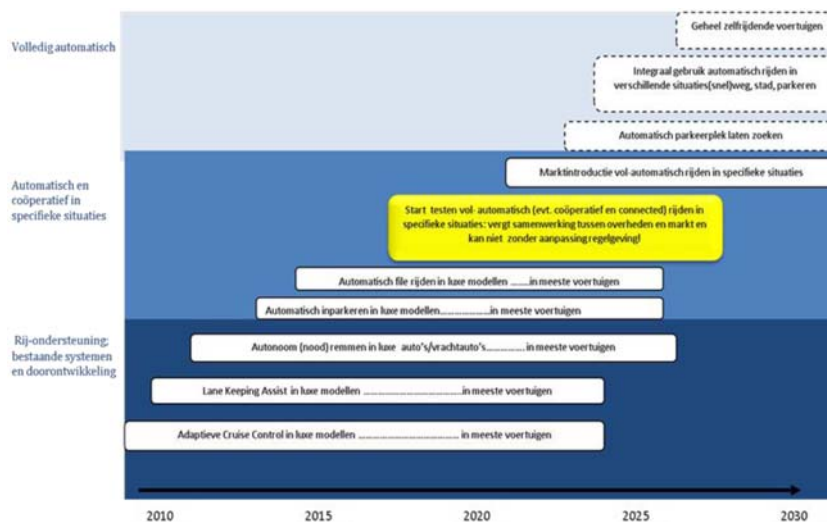 Geheel zelfrijdende voertuigen
Volledig automatisch
Integraal gebruik automatisch rijden in
verschillende situaties(snel)weg, stad, parkeren
Automatisch parkeerplek laten zoeken
Marktintroductie vol-automatisch rijden in specifieke situaties
Automatisch en
coöperatief in
specifieke situaties
Start testen vol- automatisch (evt. coöperatief en connected) rijden in
specifieke situaties: vergt samenwerking tussen overheden en markt en
kan niet zonder aanpassing regelgeving!
Automatisch file rijden in luxe modellen ........in meeste voertuigen
Automatisch inparkeren in luxe modellen.....................in meeste voertuigen
Rij-ondersteuning;
bestaande systemen
en doorontwikkeling
Autonoom (nood) remmen in luxe auto's/vrachtauto's................ in meeste voertuigen
Lane Keeping Assist in luxe modellen ..........................................in meeste voertuigen
Adaptieve Cruise Control in luxe modellen .......................................... in meeste voertuigen
2010 2015 2020 2025 2030